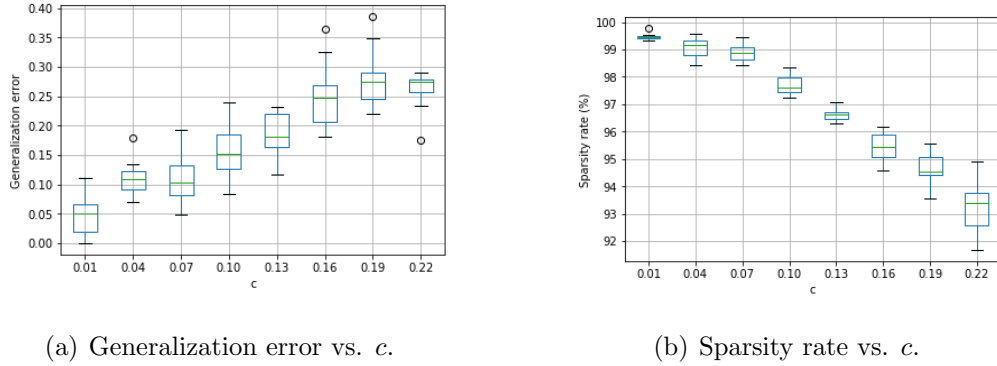 0.40
0.35
0.30
0.25
0.20
0.15
0.10
0.05
0.00
Generalization error
0.01 0.04 0.07 0.10 0.13 0.16 0.19 0.22
c
100
99
98
97
96
95
94
93
92
Sparsity rate (%)
0.01 0.04 0.07 0.10 0.13 0.16 0.19 0.22
c
(a) Generalization error vs. c.
(b) Sparsity rate vs. c.